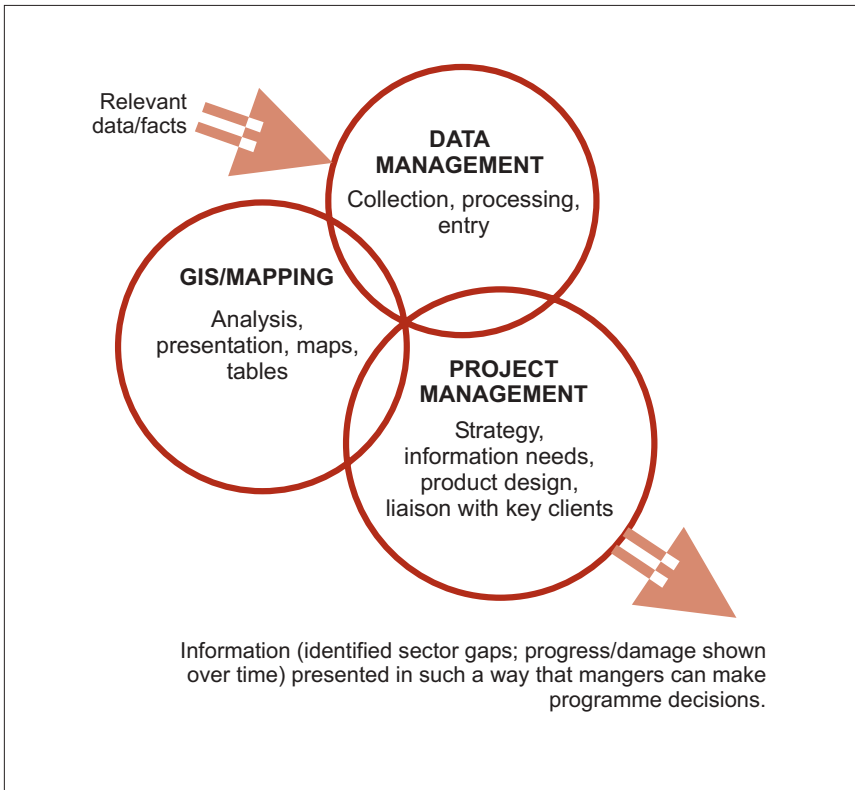 Relevant
data/facts
DATA
MANAGEMENT
Collection, processing,
entry
GIS/MAPPING
Analysis,
presentation, maps,
tables
PROJECT
MANAGEMENT
Strategy,
information needs,
product design,
liaison with key clients
Information (identified sector gaps; progress/damage shown
over time) presented in such a way that mangers can make
programme decisions.